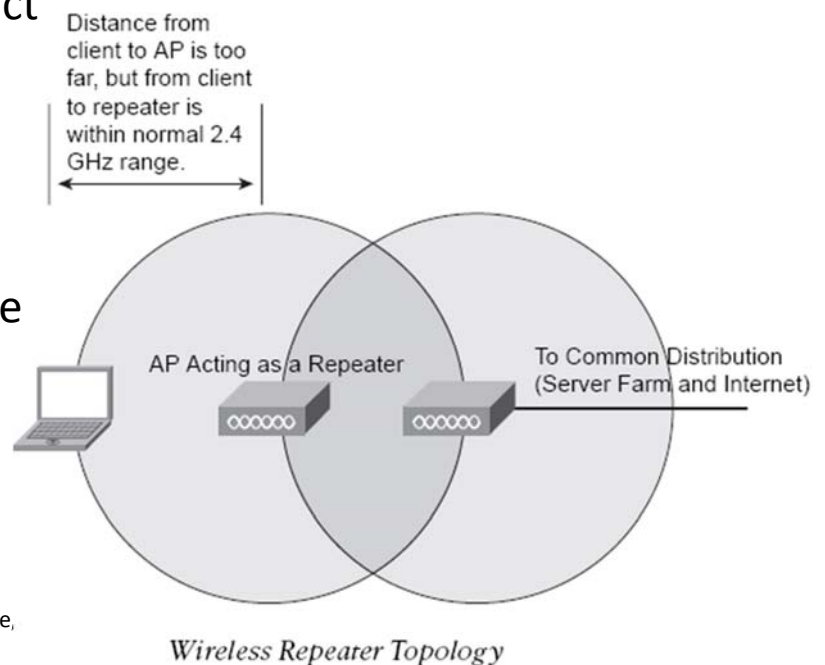 ct
Distance from
client to AP is too
far, but from client
to repeater is
within normal 2.4
GHz range.
e
AP Acting as a Repeater
To Common Distribution
(Server Farm and Internet)
e,
Wireless Repeater Topology